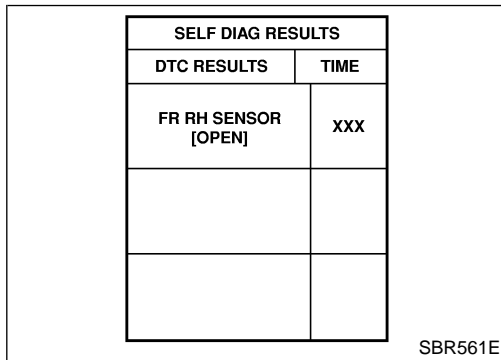 SELF DIAG RESULTS
DTC RESULTS TIME
FR RH SENSOR
[OPEN]
XXX
SBR561E